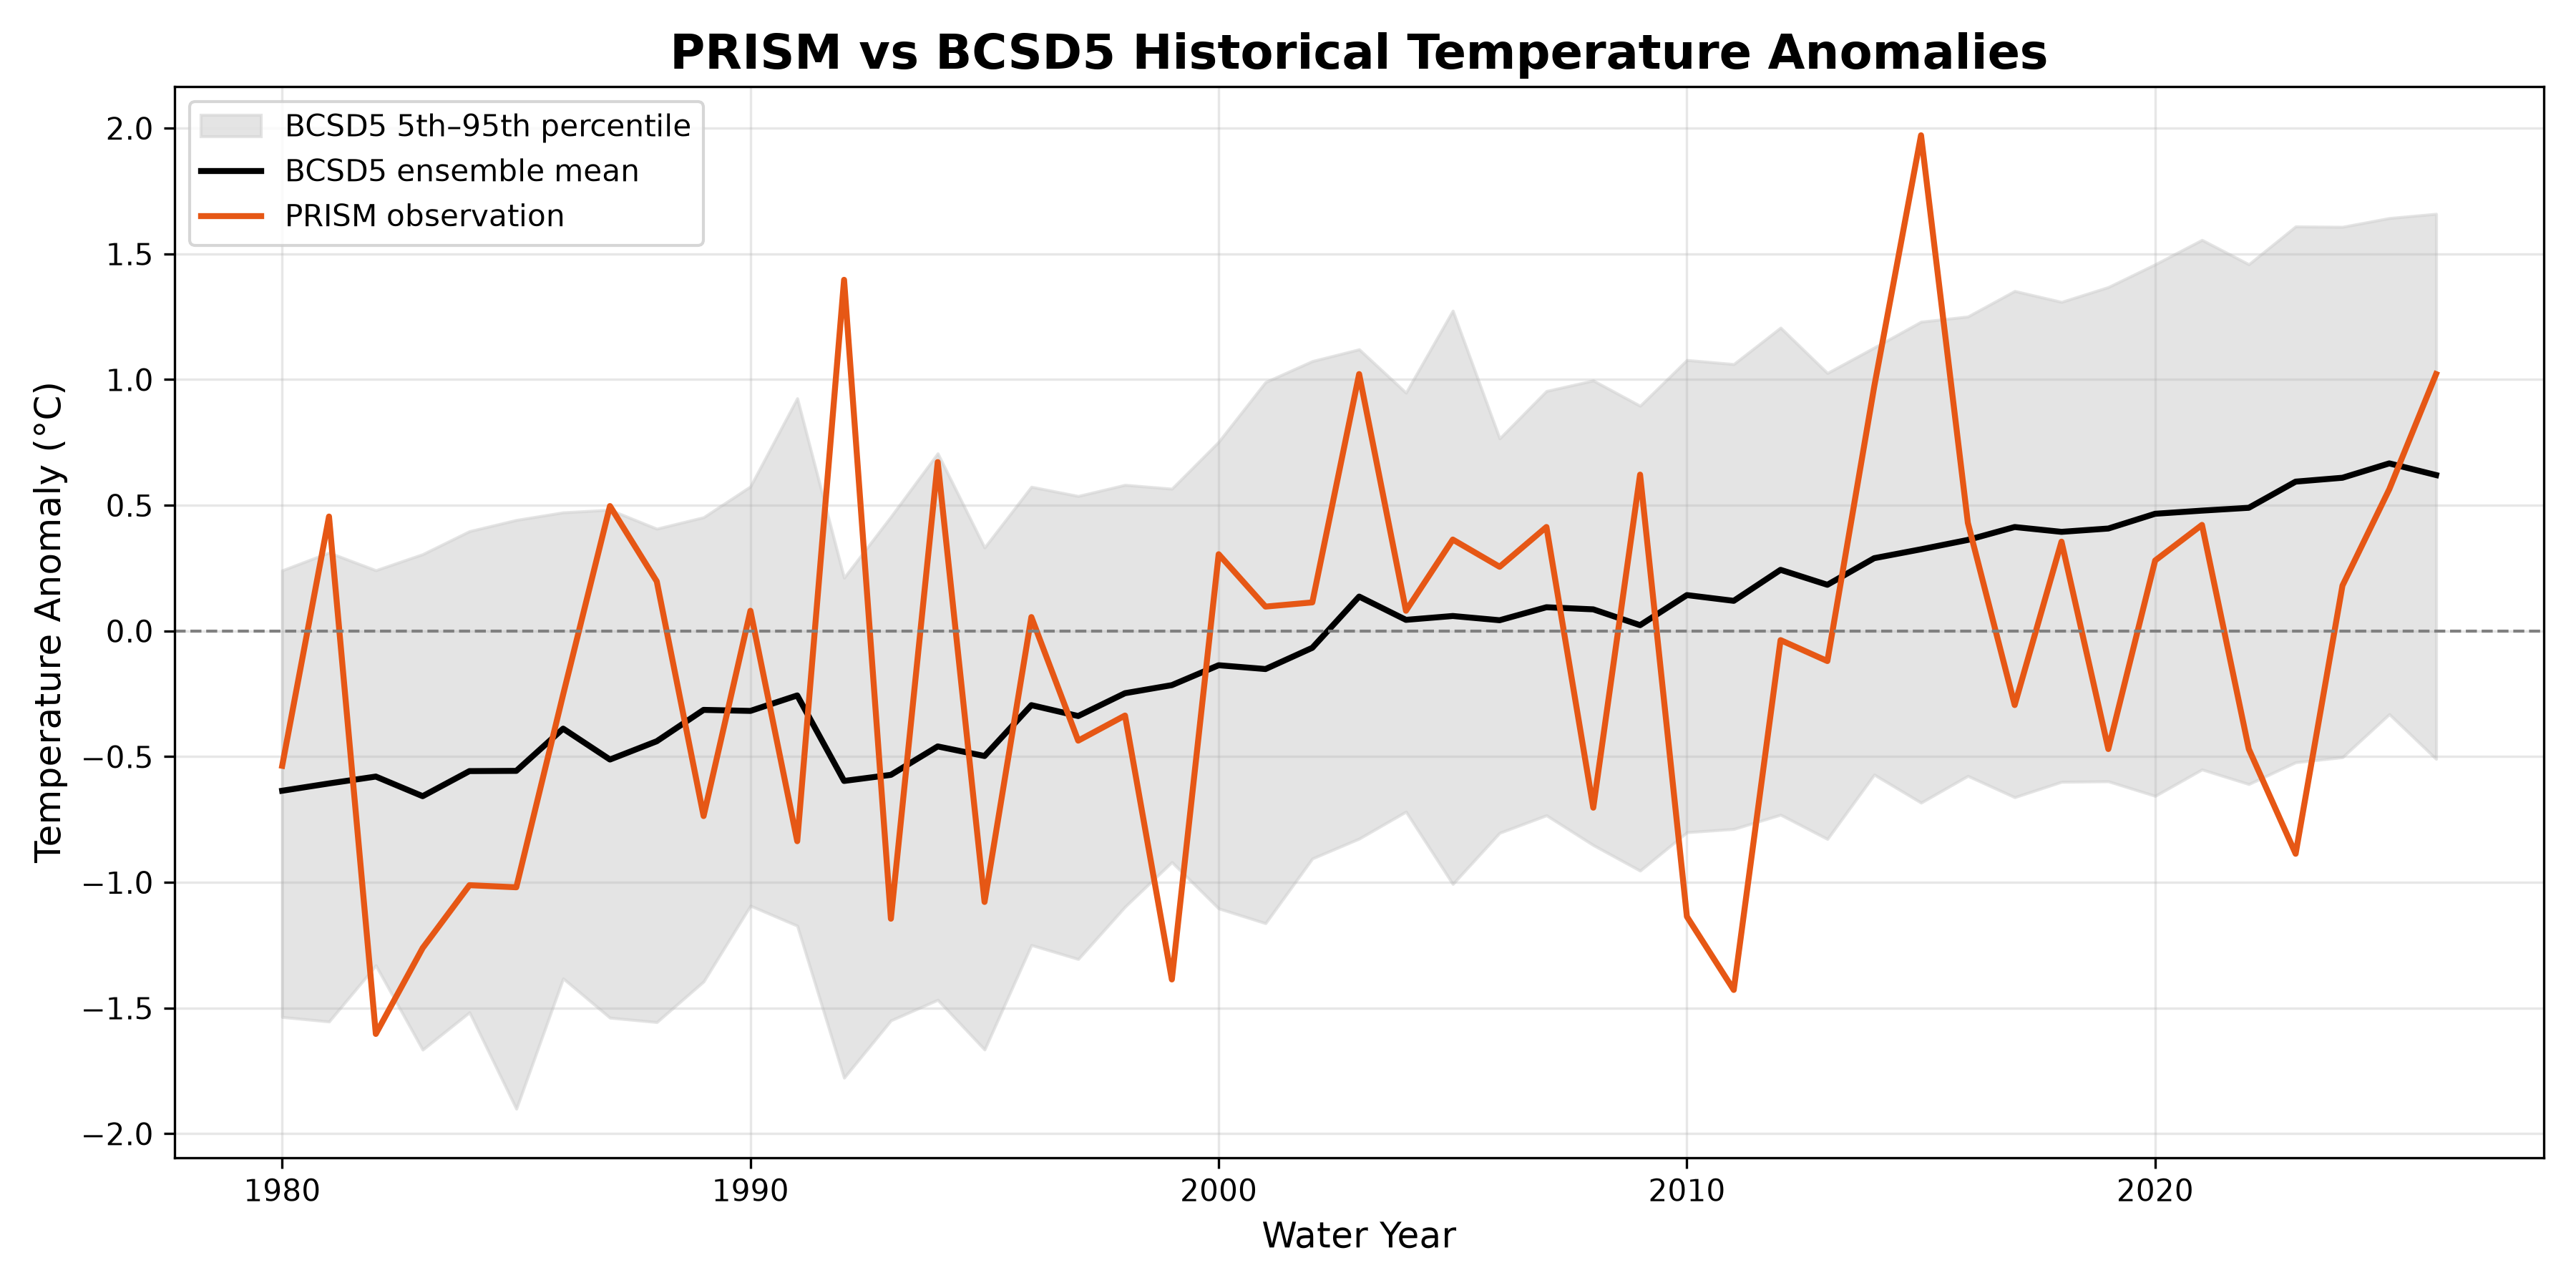 PRISM vs BCSD5 Historical Temperature Anomalies
BCSD5 5th–95th percentile
BCSD5 ensemble mean
PRISM observation
Temperature Anomaly (°C)
2.0
1.5
1.0
0.5
0.0
−0.5
−1.0
−1.5
−2.0
1980
1990
2000
2010
2020
Water Year